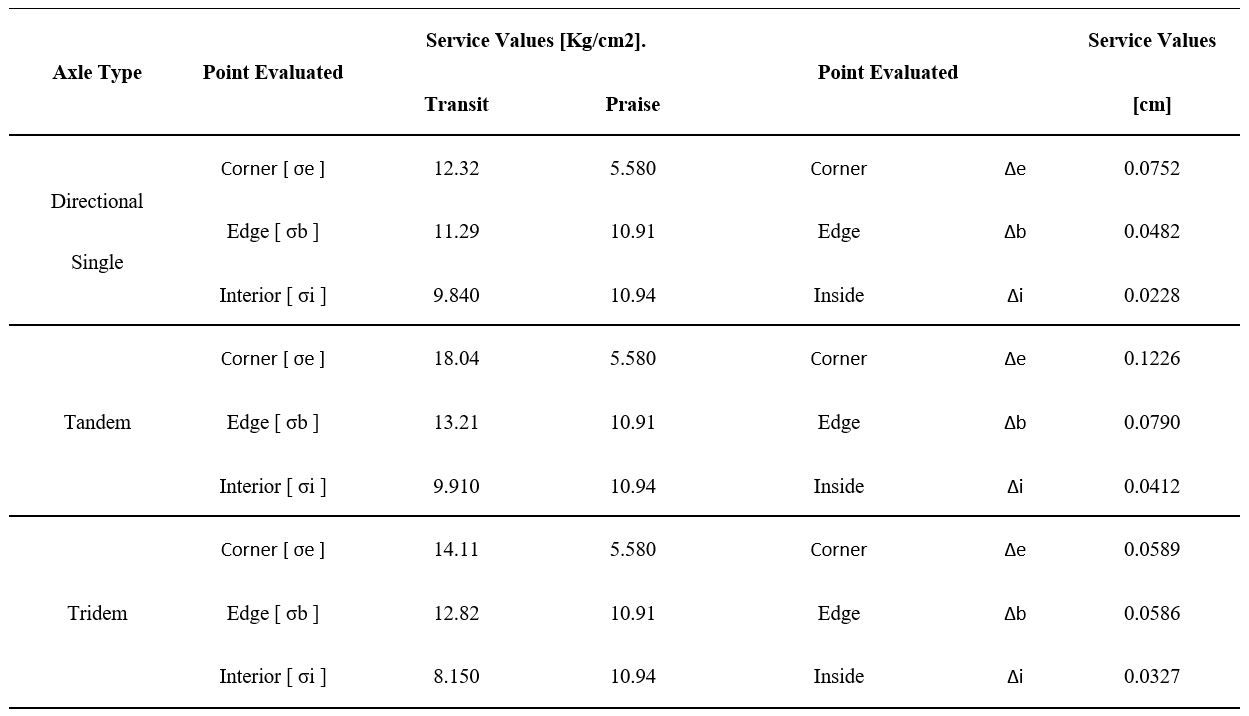 Axle Type Point Evaluated Service Values [Kg/cm2]. Point Evaluated Service Values [cm]
Transit Praise
Directional Single
Corner [ σe ] 12.32 5.580 Corner Δe 0.0752
Edge [ σb ] 11.29 10.91 Edge Δb 0.0482
Interior [ σi ] 9.840 10.94 Inside Δi 0.0228
Tandem
Corner [ σe ] 18.04 5.580 Corner Δe 0.1226
Edge [ σb ] 13.21 10.91 Edge Δb 0.0790
Interior [ σi ] 9.910 10.94 Inside Δi 0.0412
Tridem
Corner [ σe ] 14.11 5.580 Corner Δe 0.0589
Edge [ σb ] 12.82 10.91 Edge Δb 0.0586
Interior [ σi ] 8.150 10.94 Inside Δi 0.0327